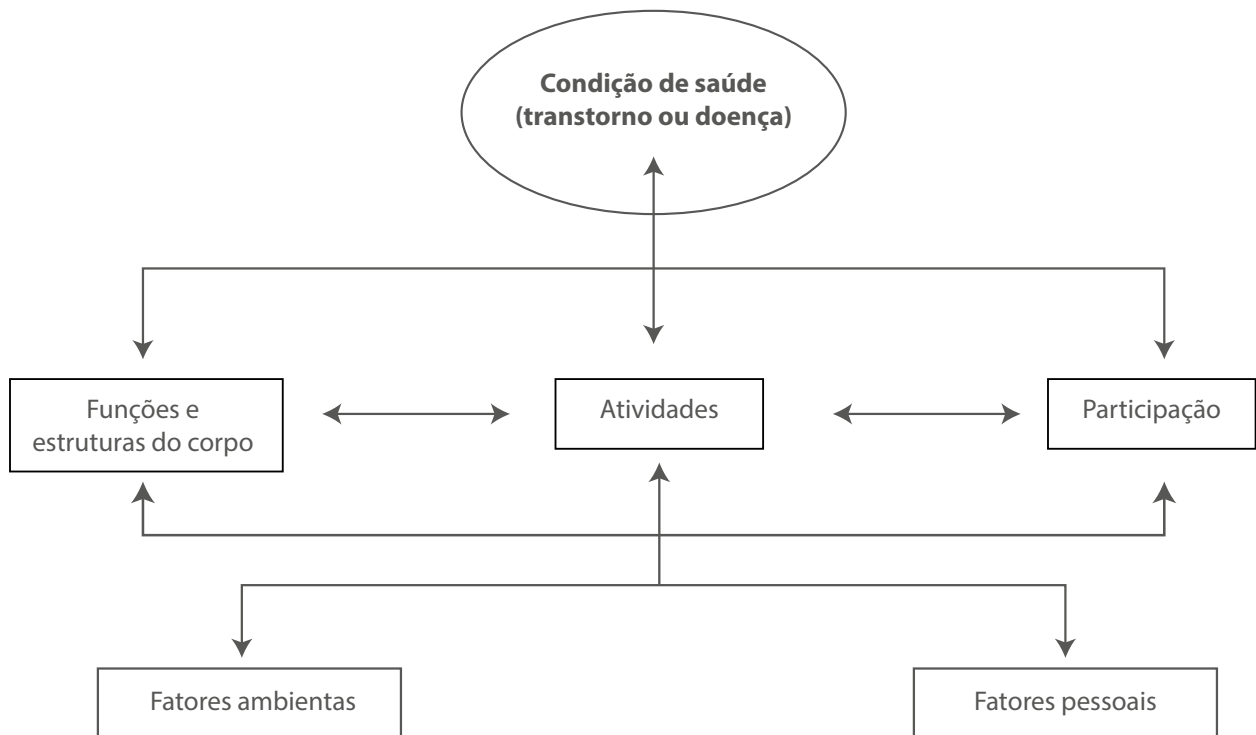 Condição de saúde
(transtorno ou doença)
Funções e
estruturas do corpo
Atividades
Participação
Fatores ambientas
Fatores pessoais